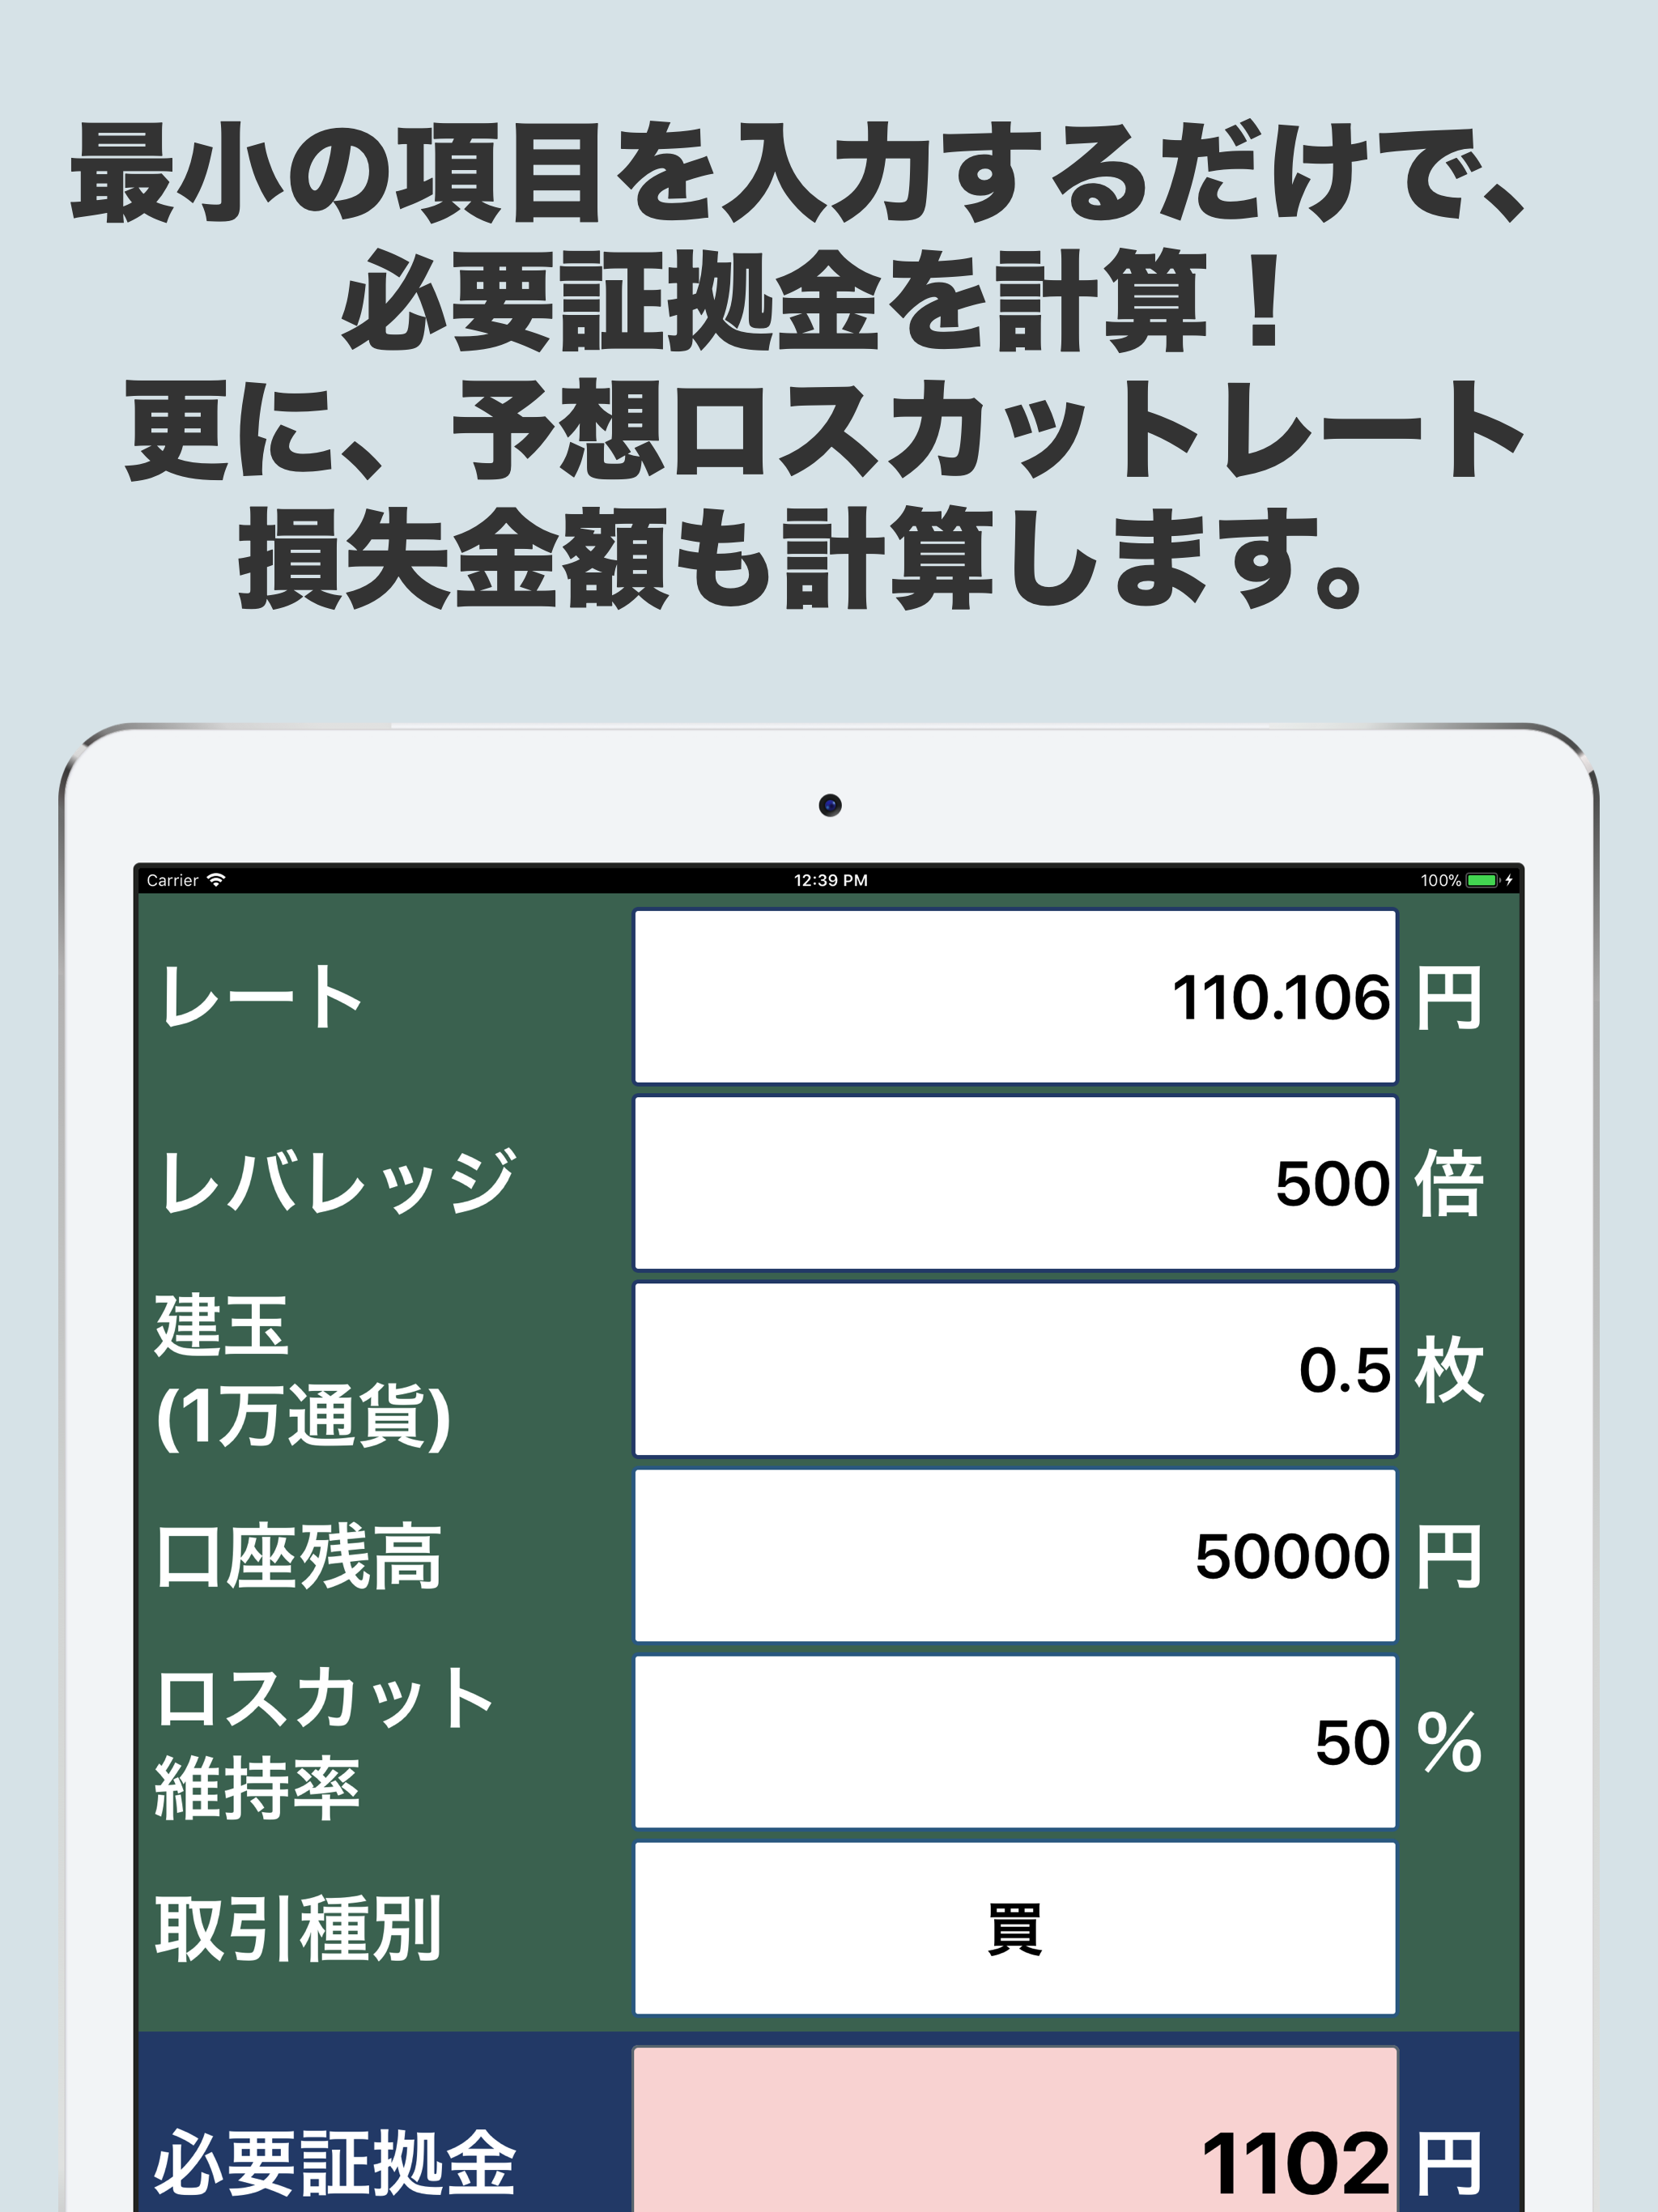 最小の項目を入力するだけで、
必要証拠金を計算！
更に、予想ロスカットレート
損失金額も計算します。
Carrier 12:39 PM 100%
レート 110.106 円
レバレッジ 500 倍
建玉
(1万通貨) 0.5 枚
口座残高 50000 円
ロスカット
維持率 50 %
取引種別 買
必要証拠金 1102 円